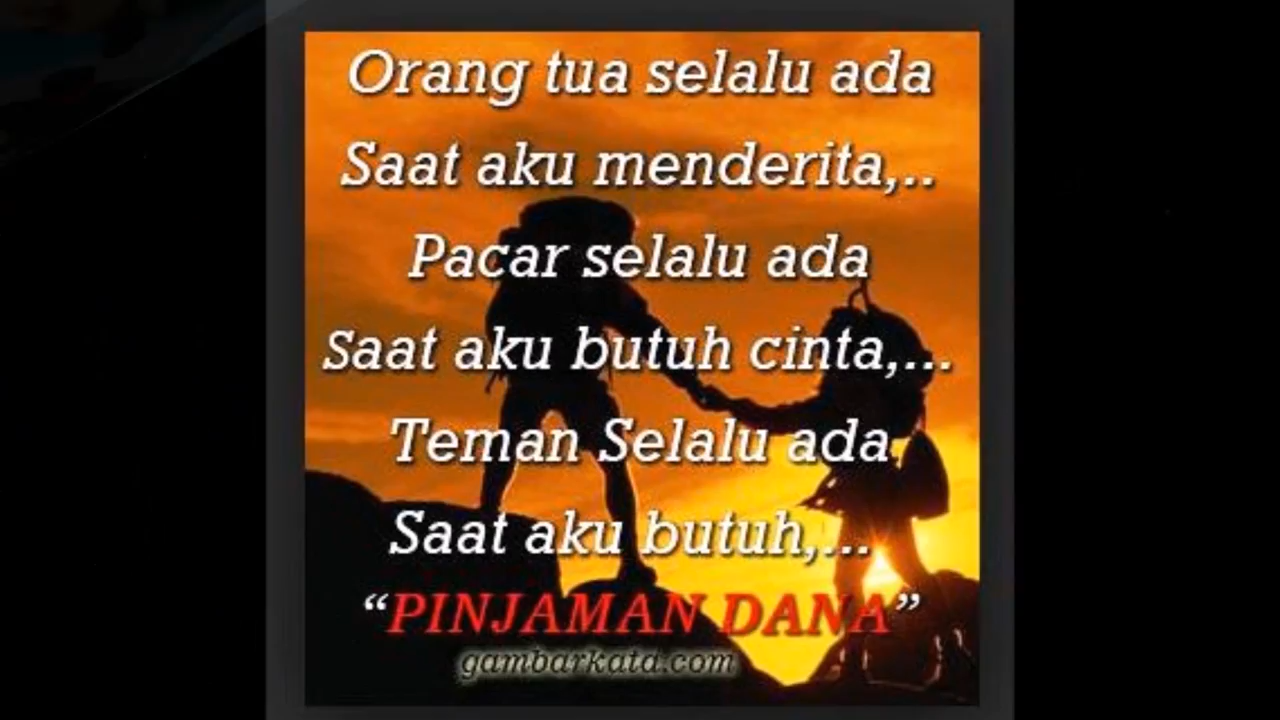 Orang tua selalu ada
Saat aku menderita,..
Pacar selalu ada
saat aku butuh cinta,...
Teman Selalu ada
Saat aku butuh,...
“PINJAMAN DANA”
gambarkata.com